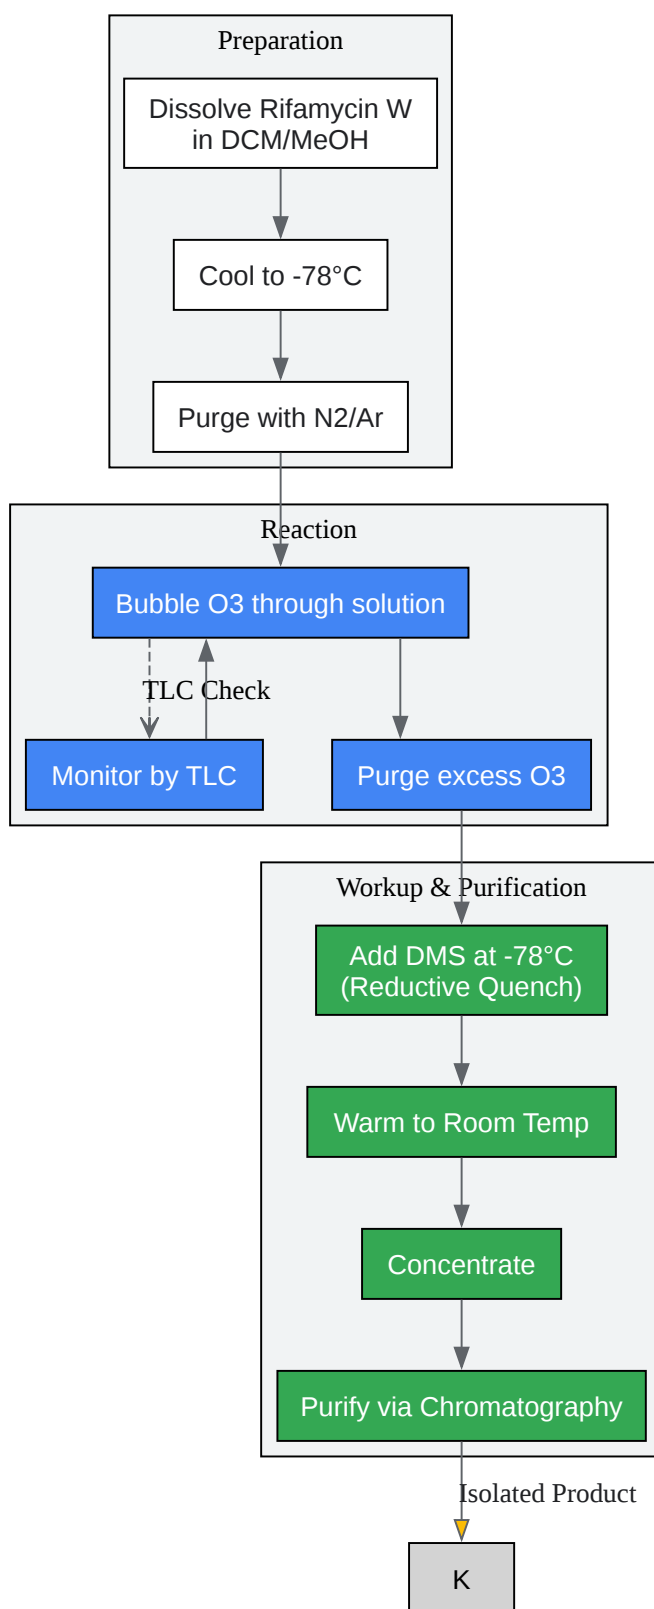 Preparation
Dissolve Rifamycin W
in DCM/MeOH
Cool to -78°C
Purge with N2/Ar
Reaction
Bubble O3 through solution
TLC Check
Monitor by TLC
Purge excess O3
Workup & Purification
Add DMS at -78°C
(Reductive Quench)
Warm to Room Temp
Concentrate
Purify via Chromatography
Isolated Product
K